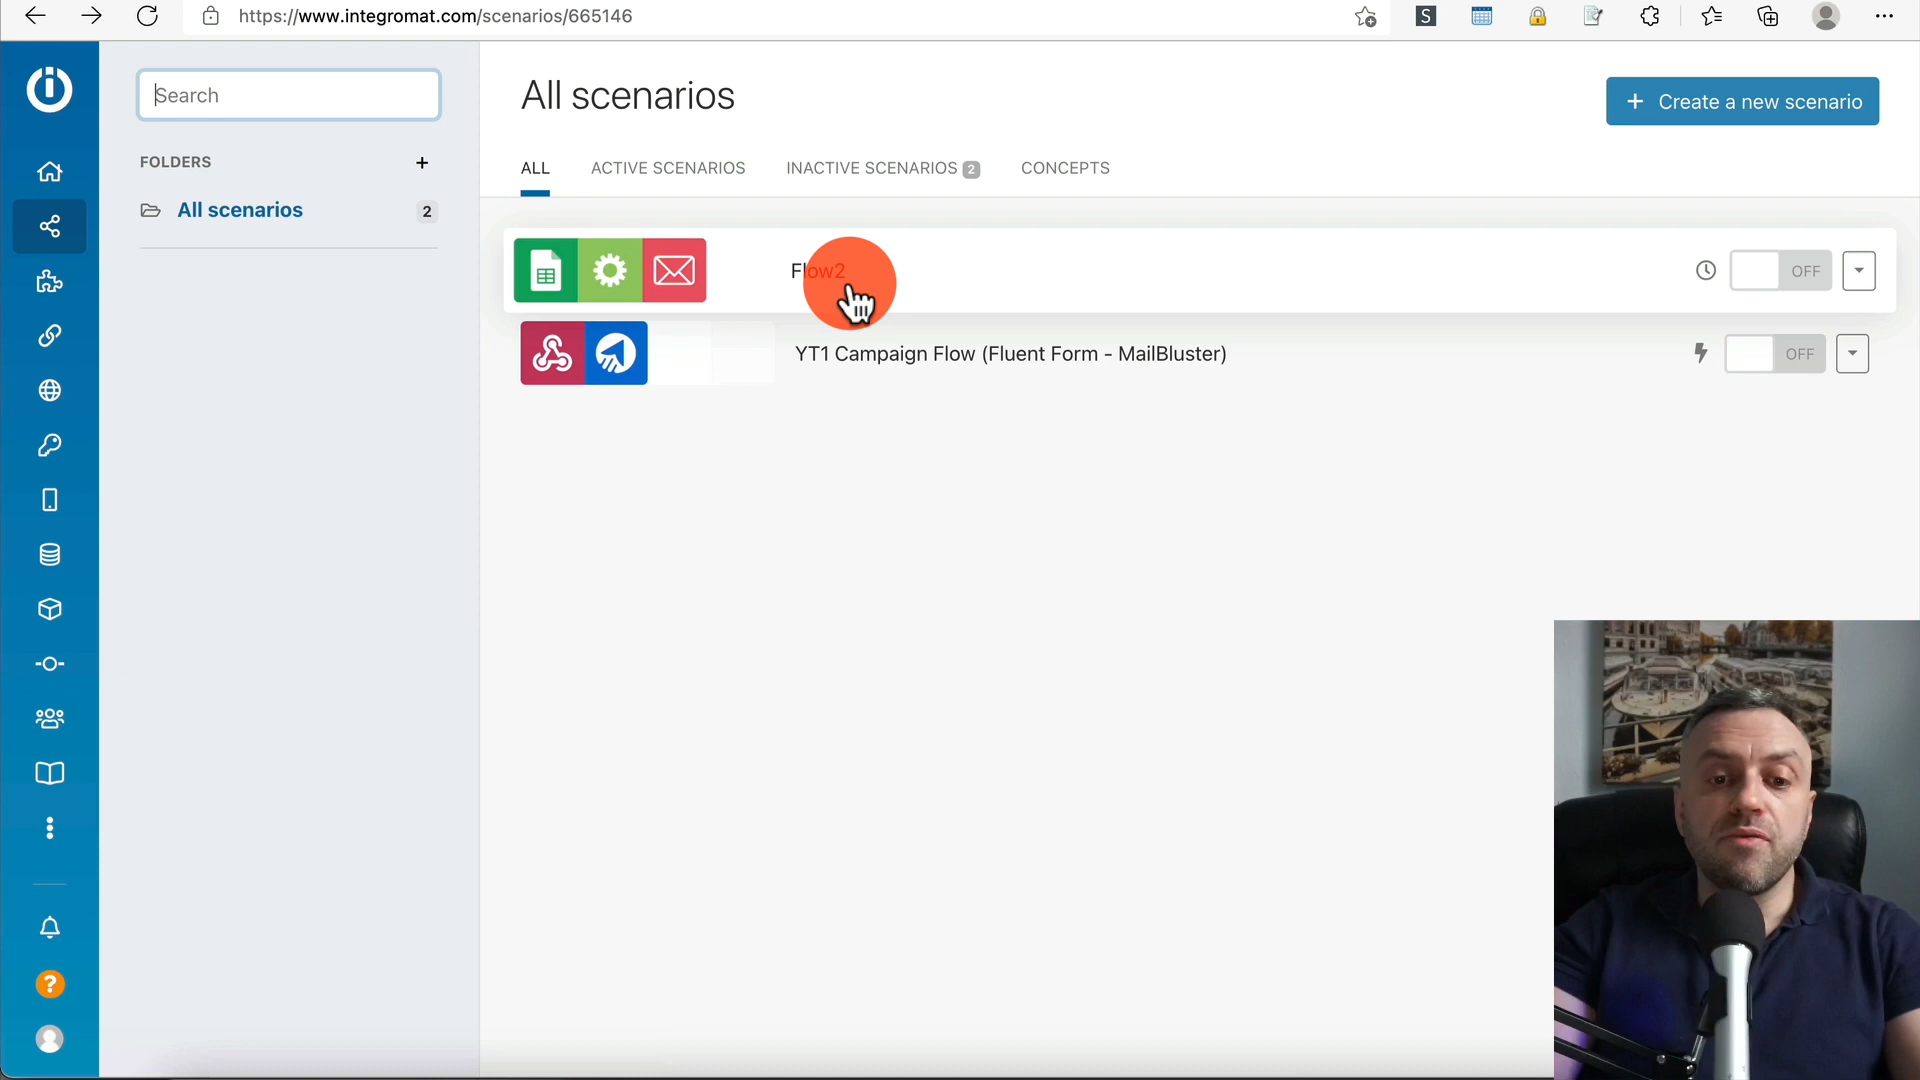 https://www.integromat.com/scenarios/665146
S
Search
All scenarios
+ Create a new scenario
FOLDERS +
ALL ACTIVE SCENARIOS INACTIVE SCENARIOS 2 CONCEPTS
All scenarios 2
Flow2 OFF
YT1 Campaign Flow (Fluent Form - MailBluster) OFF
?